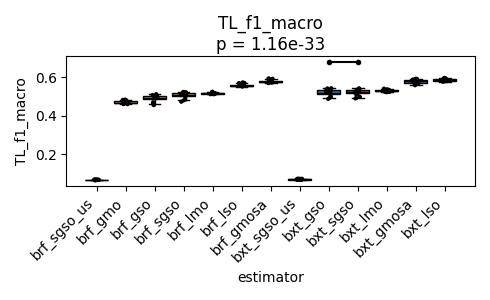 TL_f1_macro
p = 1.16e-33
TL_f1_macro
0.6
0.4
0.2
brf_sgso_us
brf_gmo
brf_gso
brf_sgso
brf_lmo
brf_lso
brf_gmosa
bxt_sgso_us
bxt_gso
bxt_sgso
bxt_lmo
bxt_gmosa
bxt_lso
estimator